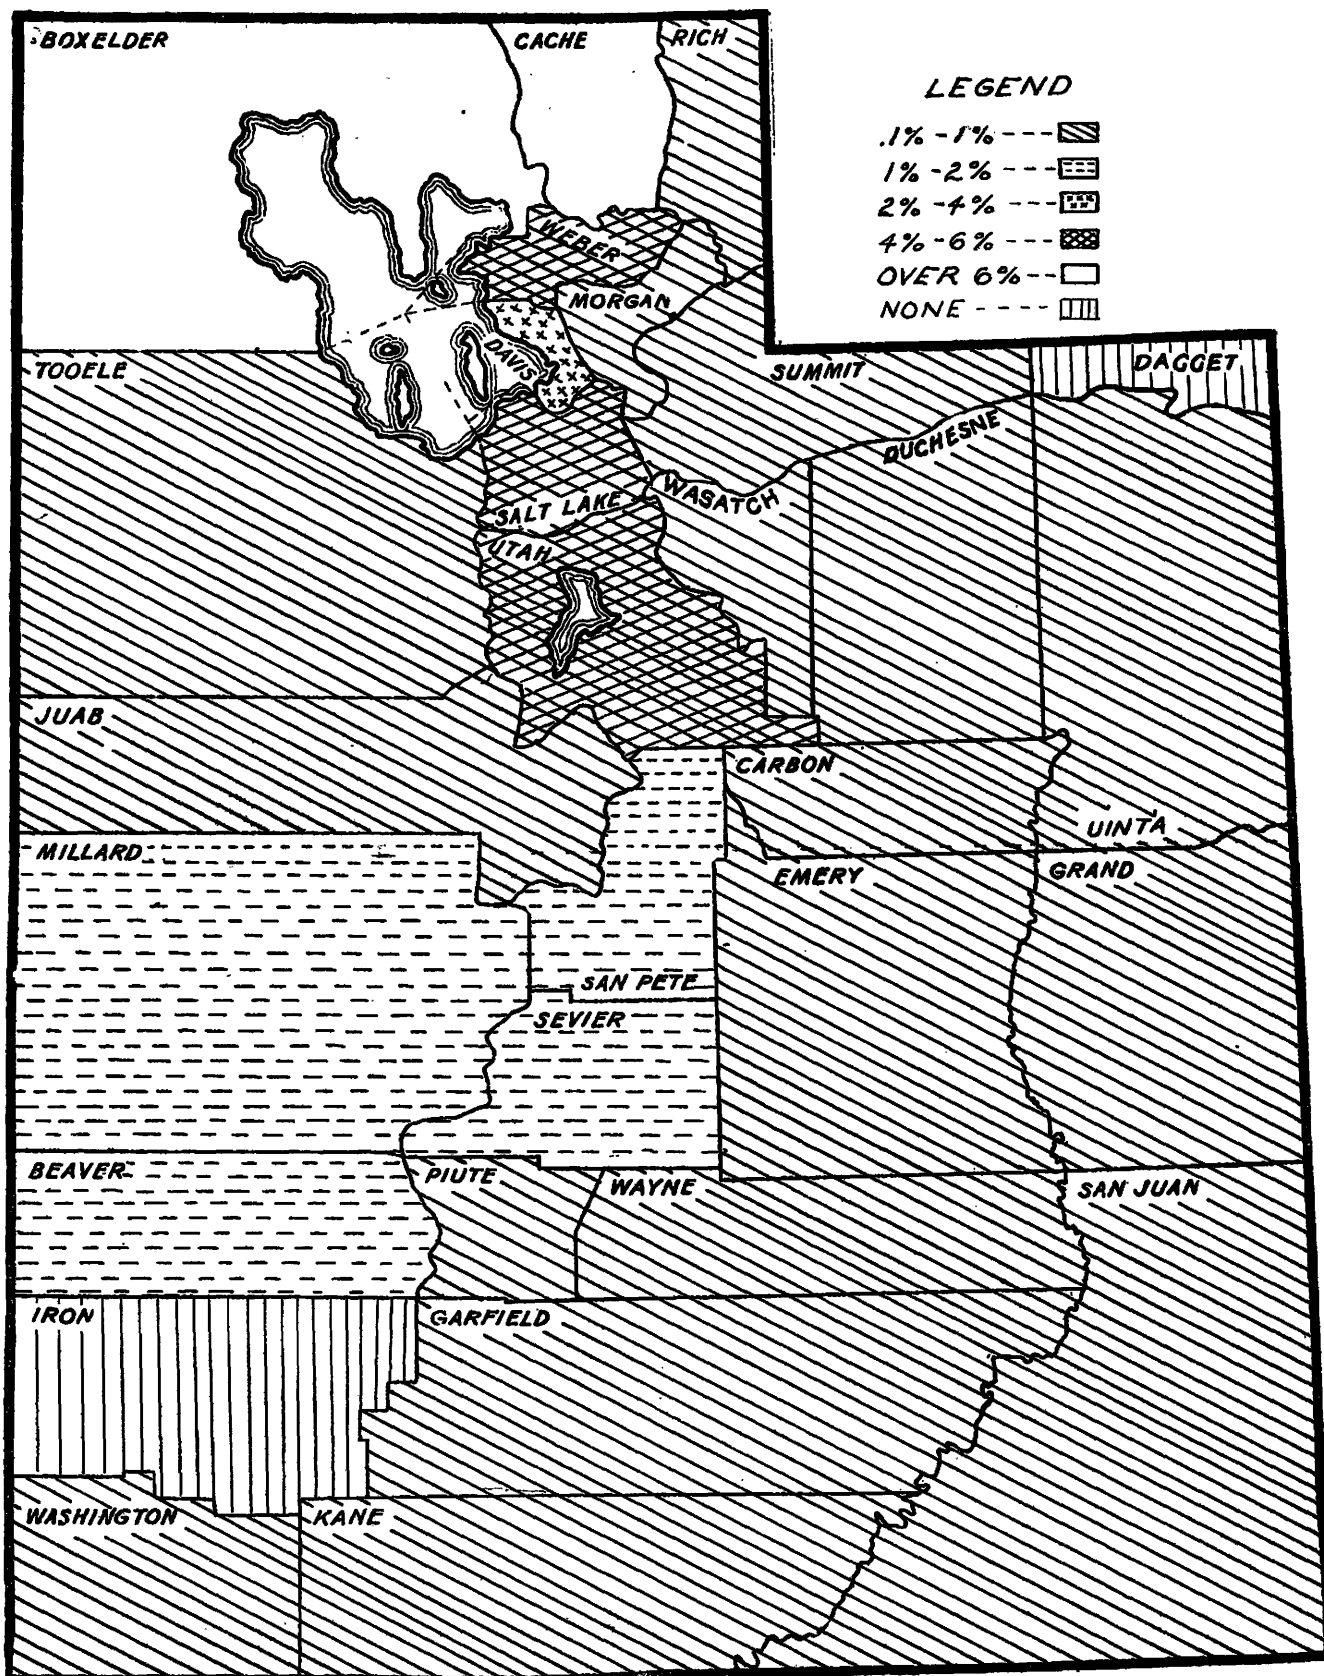 BOXELDER
CACHE
RICH
LEGEND
.1% - 1% ---
1% - 2% ---
2% - 4% ---
4% - 6% ---
OVER 6% --
NONE ----
WEBER
MORGAN
DAVIS
TOOELE
SUMMIT
DAGGET
DUCHESNE
WASATCH
SALT LAKE
UTAH
JUAB
CARBON
UINTA
MILLARD
EMERY
GRAND
SAN PETE
SEVIER
BEAVER
PIUTE
WAYNE
SAN JUAN
IRON
GARFIELD
WASHINGTON
KANE